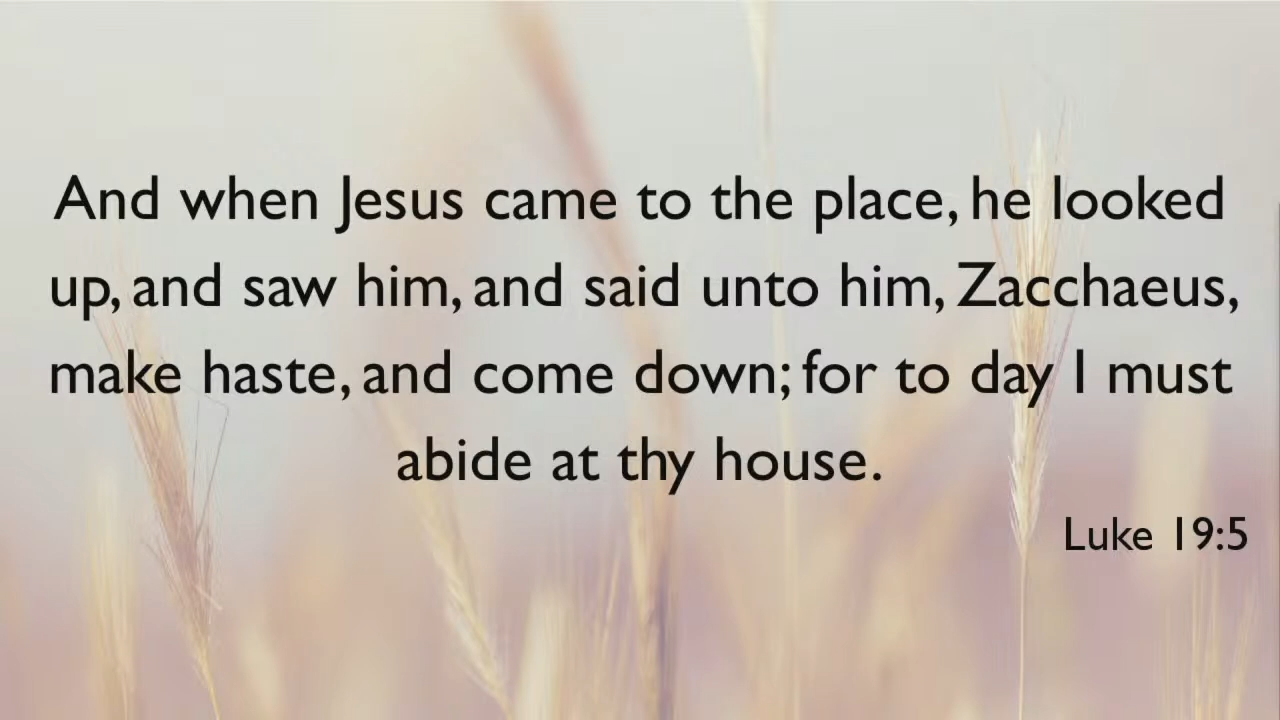 And when Jesus came to the place, he looked
up, and saw him, and said unto him, Zacchaeus,
make haste, and come down; for to day I must
abide at thy house.
Luke 19:5